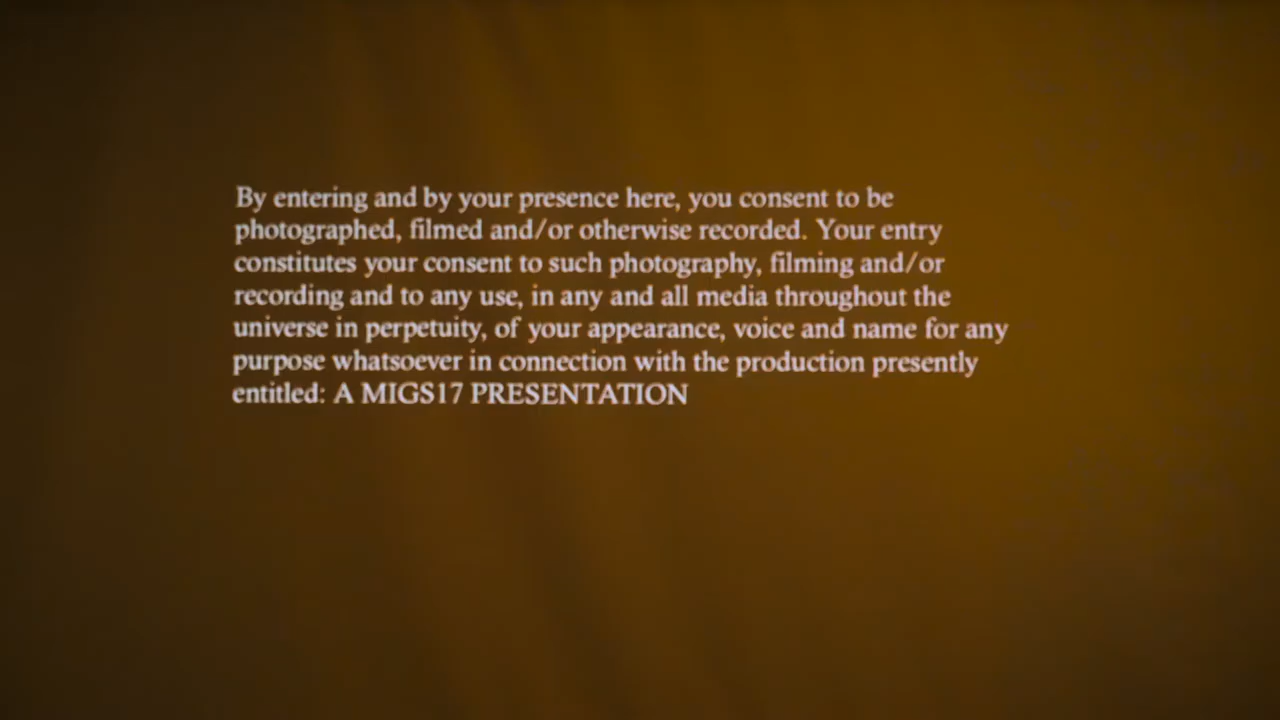 By entering and by your presence here, you consent to be
photographed, filmed and/or otherwise recorded. Your entry
constitutes your consent to such photography, filming and/or
recording and to any use, in any and all media throughout the
universe in perpetuity, of your appearance, voice and name for any
purpose whatsoever in connection with the production presently
entitled: A MIGS17 PRESENTATION